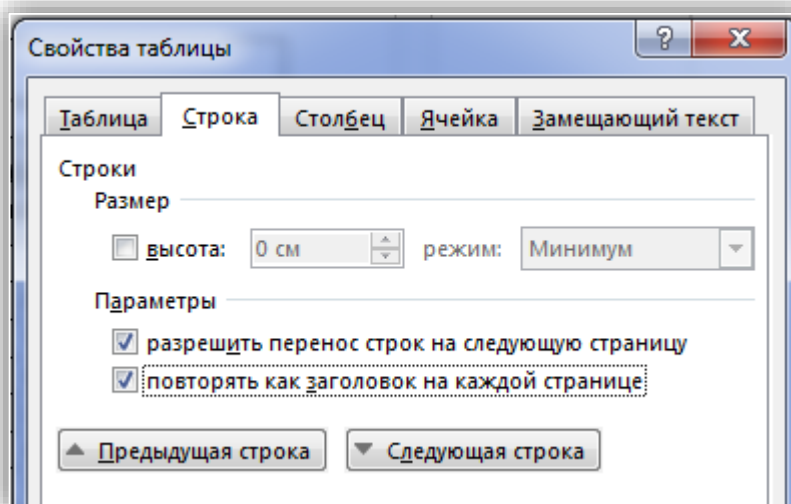 Свойства таблицы
Таблица Строка Столбец Ячейка Замещающий текст
Строки
Размер
высота: 0 см режим: Минимум
Параметры
разрешить перенос строк на следующую страницу
повторять как заголовок на каждой странице
Предыдущая строка Следующая строка